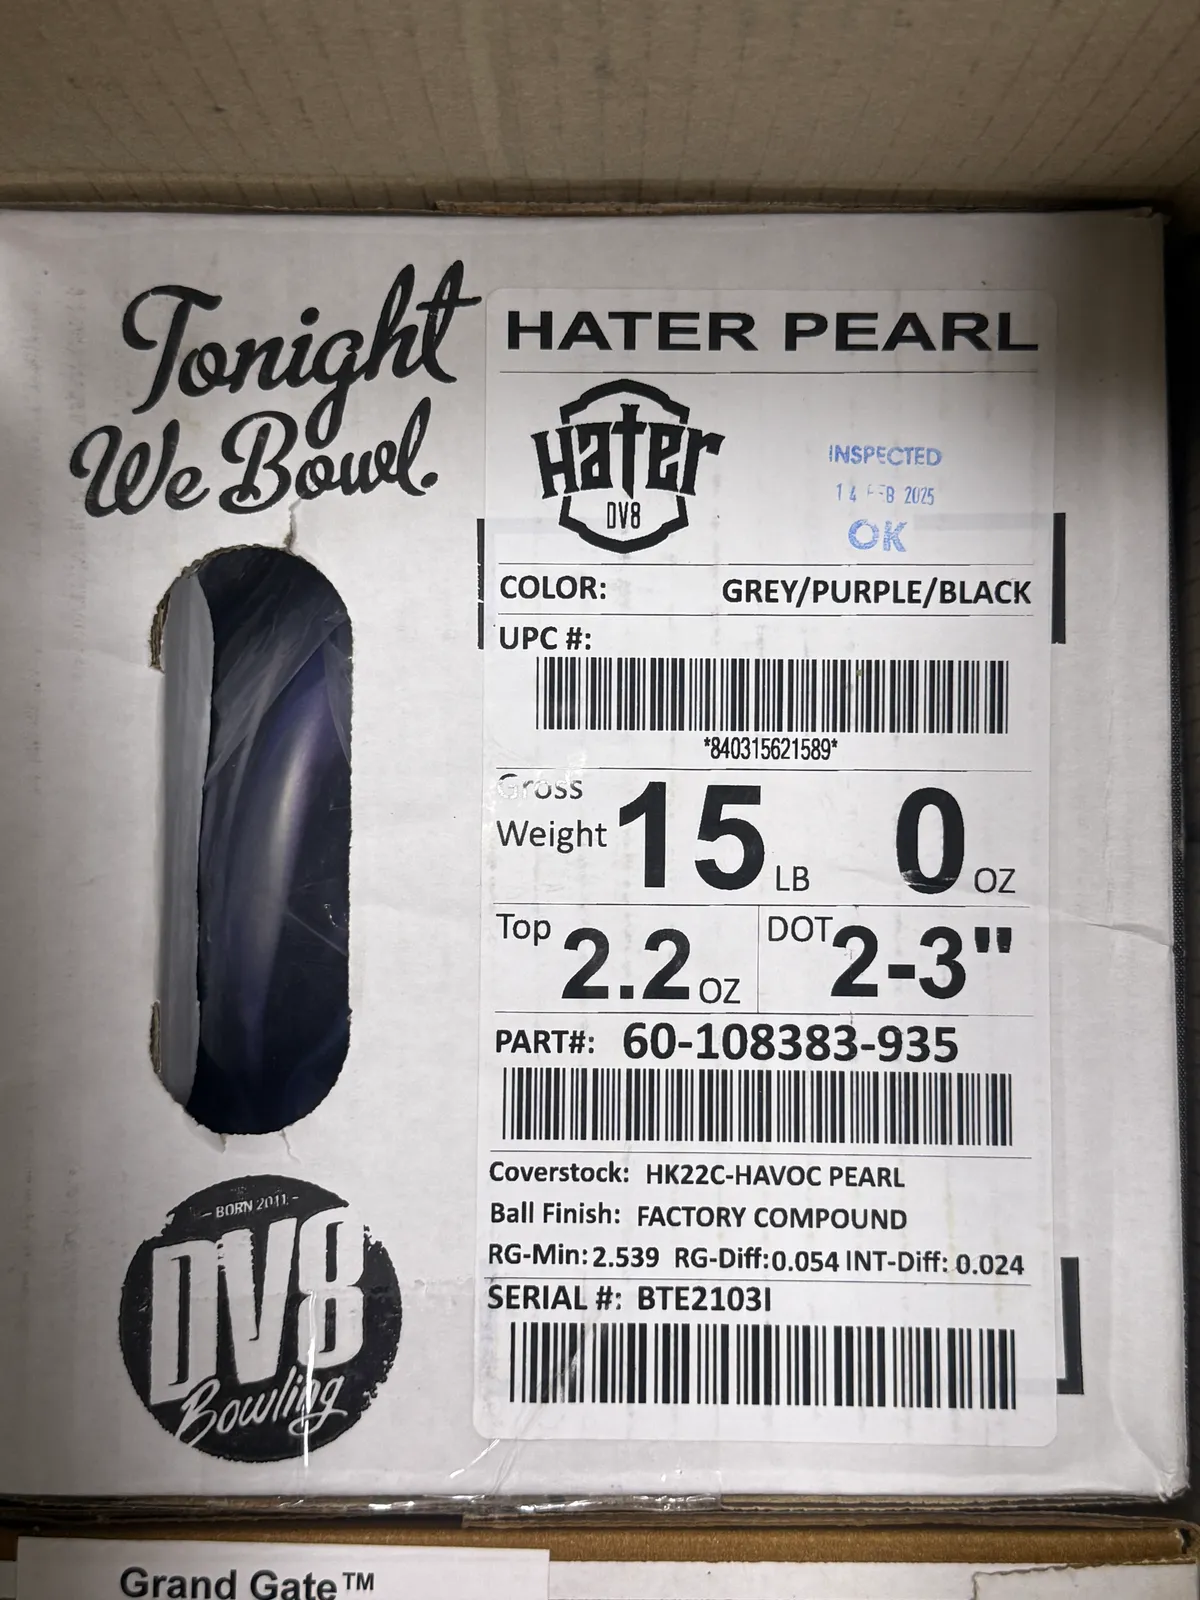 Tonight
We Bowl.
HATER PEARL
Hater
DV8
INSPECTED
14 FEB 2025
OK
COLOR: GREY/PURPLE/BLACK
UPC #:
*840315621589*
Gross
Weight 15 LB 0 OZ
Top 2.2 OZ DOT 2-3"
PART#: 60-108383-935
Coverstock: HK22C-HAVOC PEARL
Ball Finish: FACTORY COMPOUND
RG-Min: 2.539 RG-Diff: 0.054 INT-Diff: 0.024
SERIAL #: BTE2103I
- BORN 2011 -
DV8
Bowling
Grand Gate™